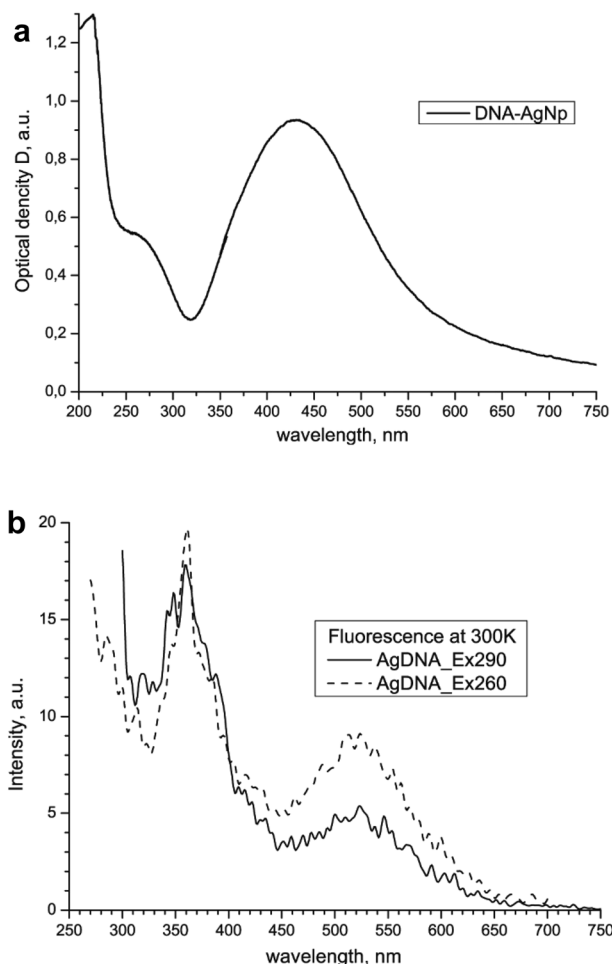 a
1,2
1,0
0,8
0,6
0,4
0,2
0,0
Optical dencity D, a.u.
DNA-AgNp
200 250 300 350 400 450 500 550 600 650 700 750
wavelength, nm
b
20
15
10
5
0
Intensity, a.u.
Fluorescence at 300K
AgDNA_Ex290
AgDNA_Ex260
250 300 350 400 450 500 550 600 650 700 750
wavelength, nm